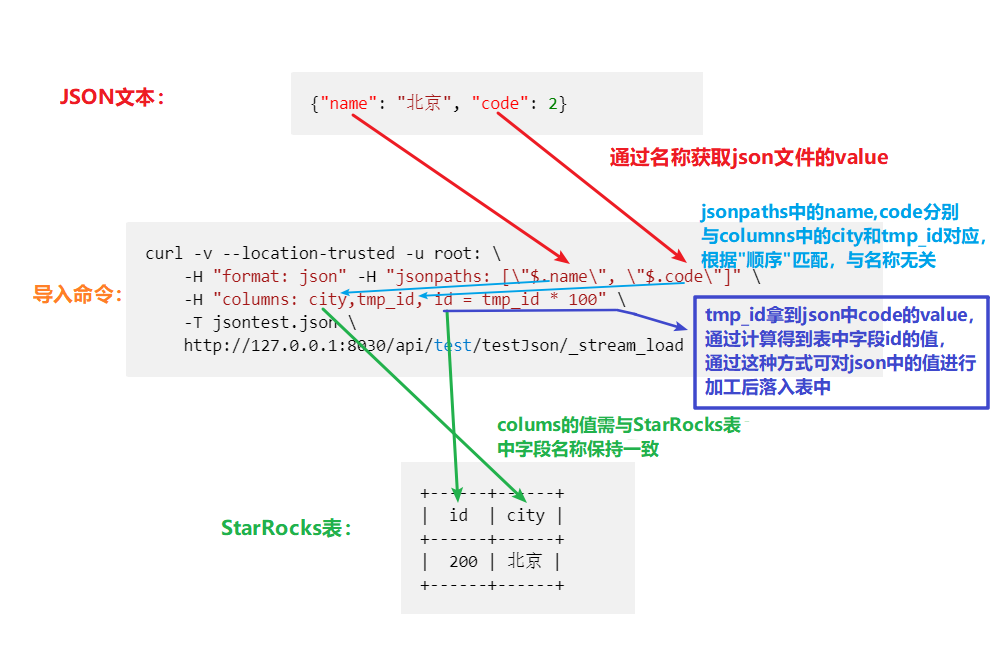 JSON文本:
{"name": "北京", "code": 2}
通过名称获取json文件的value
jsonpaths中的name,code分别
与columns中的city和tmp_id对应，
根据"顺序"匹配，与名称无关
导入命令:
curl -v --location-trusted -u root: \
-H "format: json" -H "jsonpaths: [\"$.name\", \"$.code\"]" \
-H "columns: city,tmp_id, id = tmp_id * 100" \
-T jsontest.json \
http://127.0.0.1:8030/api/test/testJson/_stream_load
tmp_id拿到json中code的value，
通过计算得到表中字段id的值，
通过这种方式可对json中的值进行
加工后落入表中
colums的值需与StarRocks表
中字段名称保持一致
StarRocks表:
+------+------+
| id | city |
+------+------+
| 200 | 北京 |
+------+------+